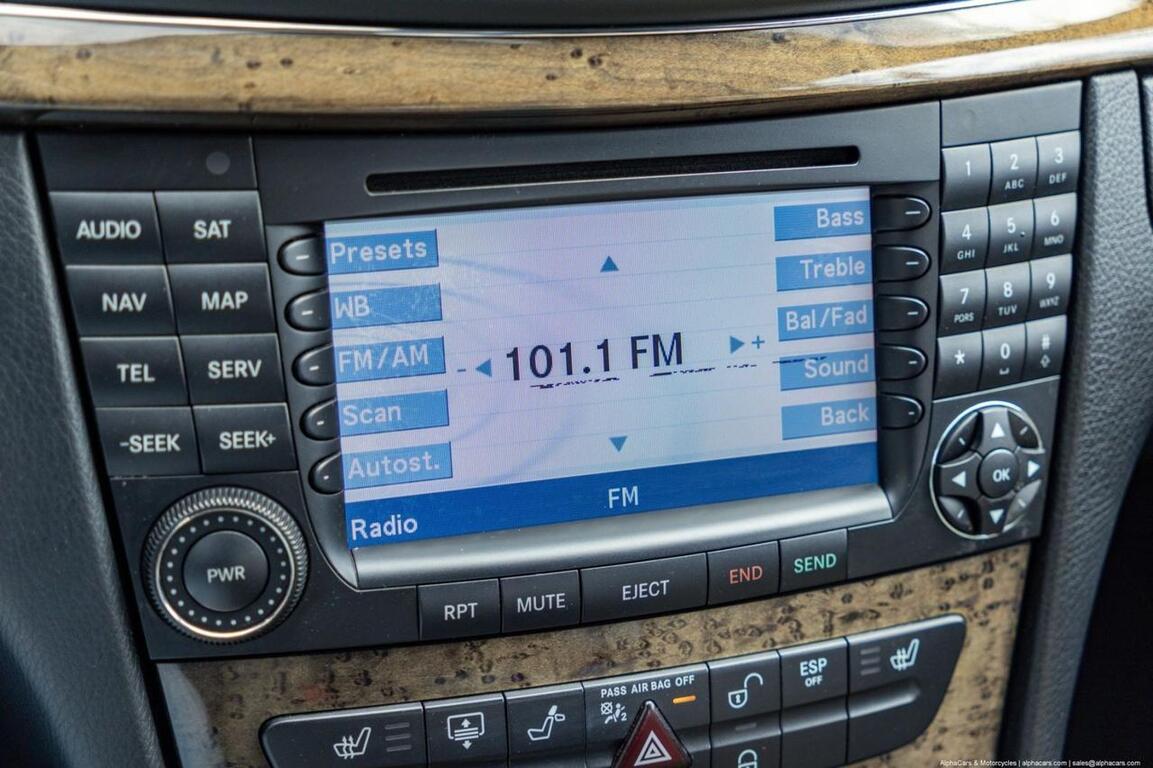 AUDIO
SAT
NAV
MAP
TEL
SERV
-SEEK
SEEK+
PWR
Presets
WB
FM/AM
Scan
Autost.
- 101.1 FM +
Bass
Treble
Bal/Fad
Sound
Back
FM
Radio
1
2
ABC
3
DEF
4
GHI
5
JKL
6
MNO
7
PQRS
8
TUV
9
WXYZ
*
0
#
OK
RPT
MUTE
EJECT
END
SEND
PASS AIR BAG OFF
2
ESP
OFF
AlphaCars & Motorcycles | alphacars.com | sales@alphacars.com